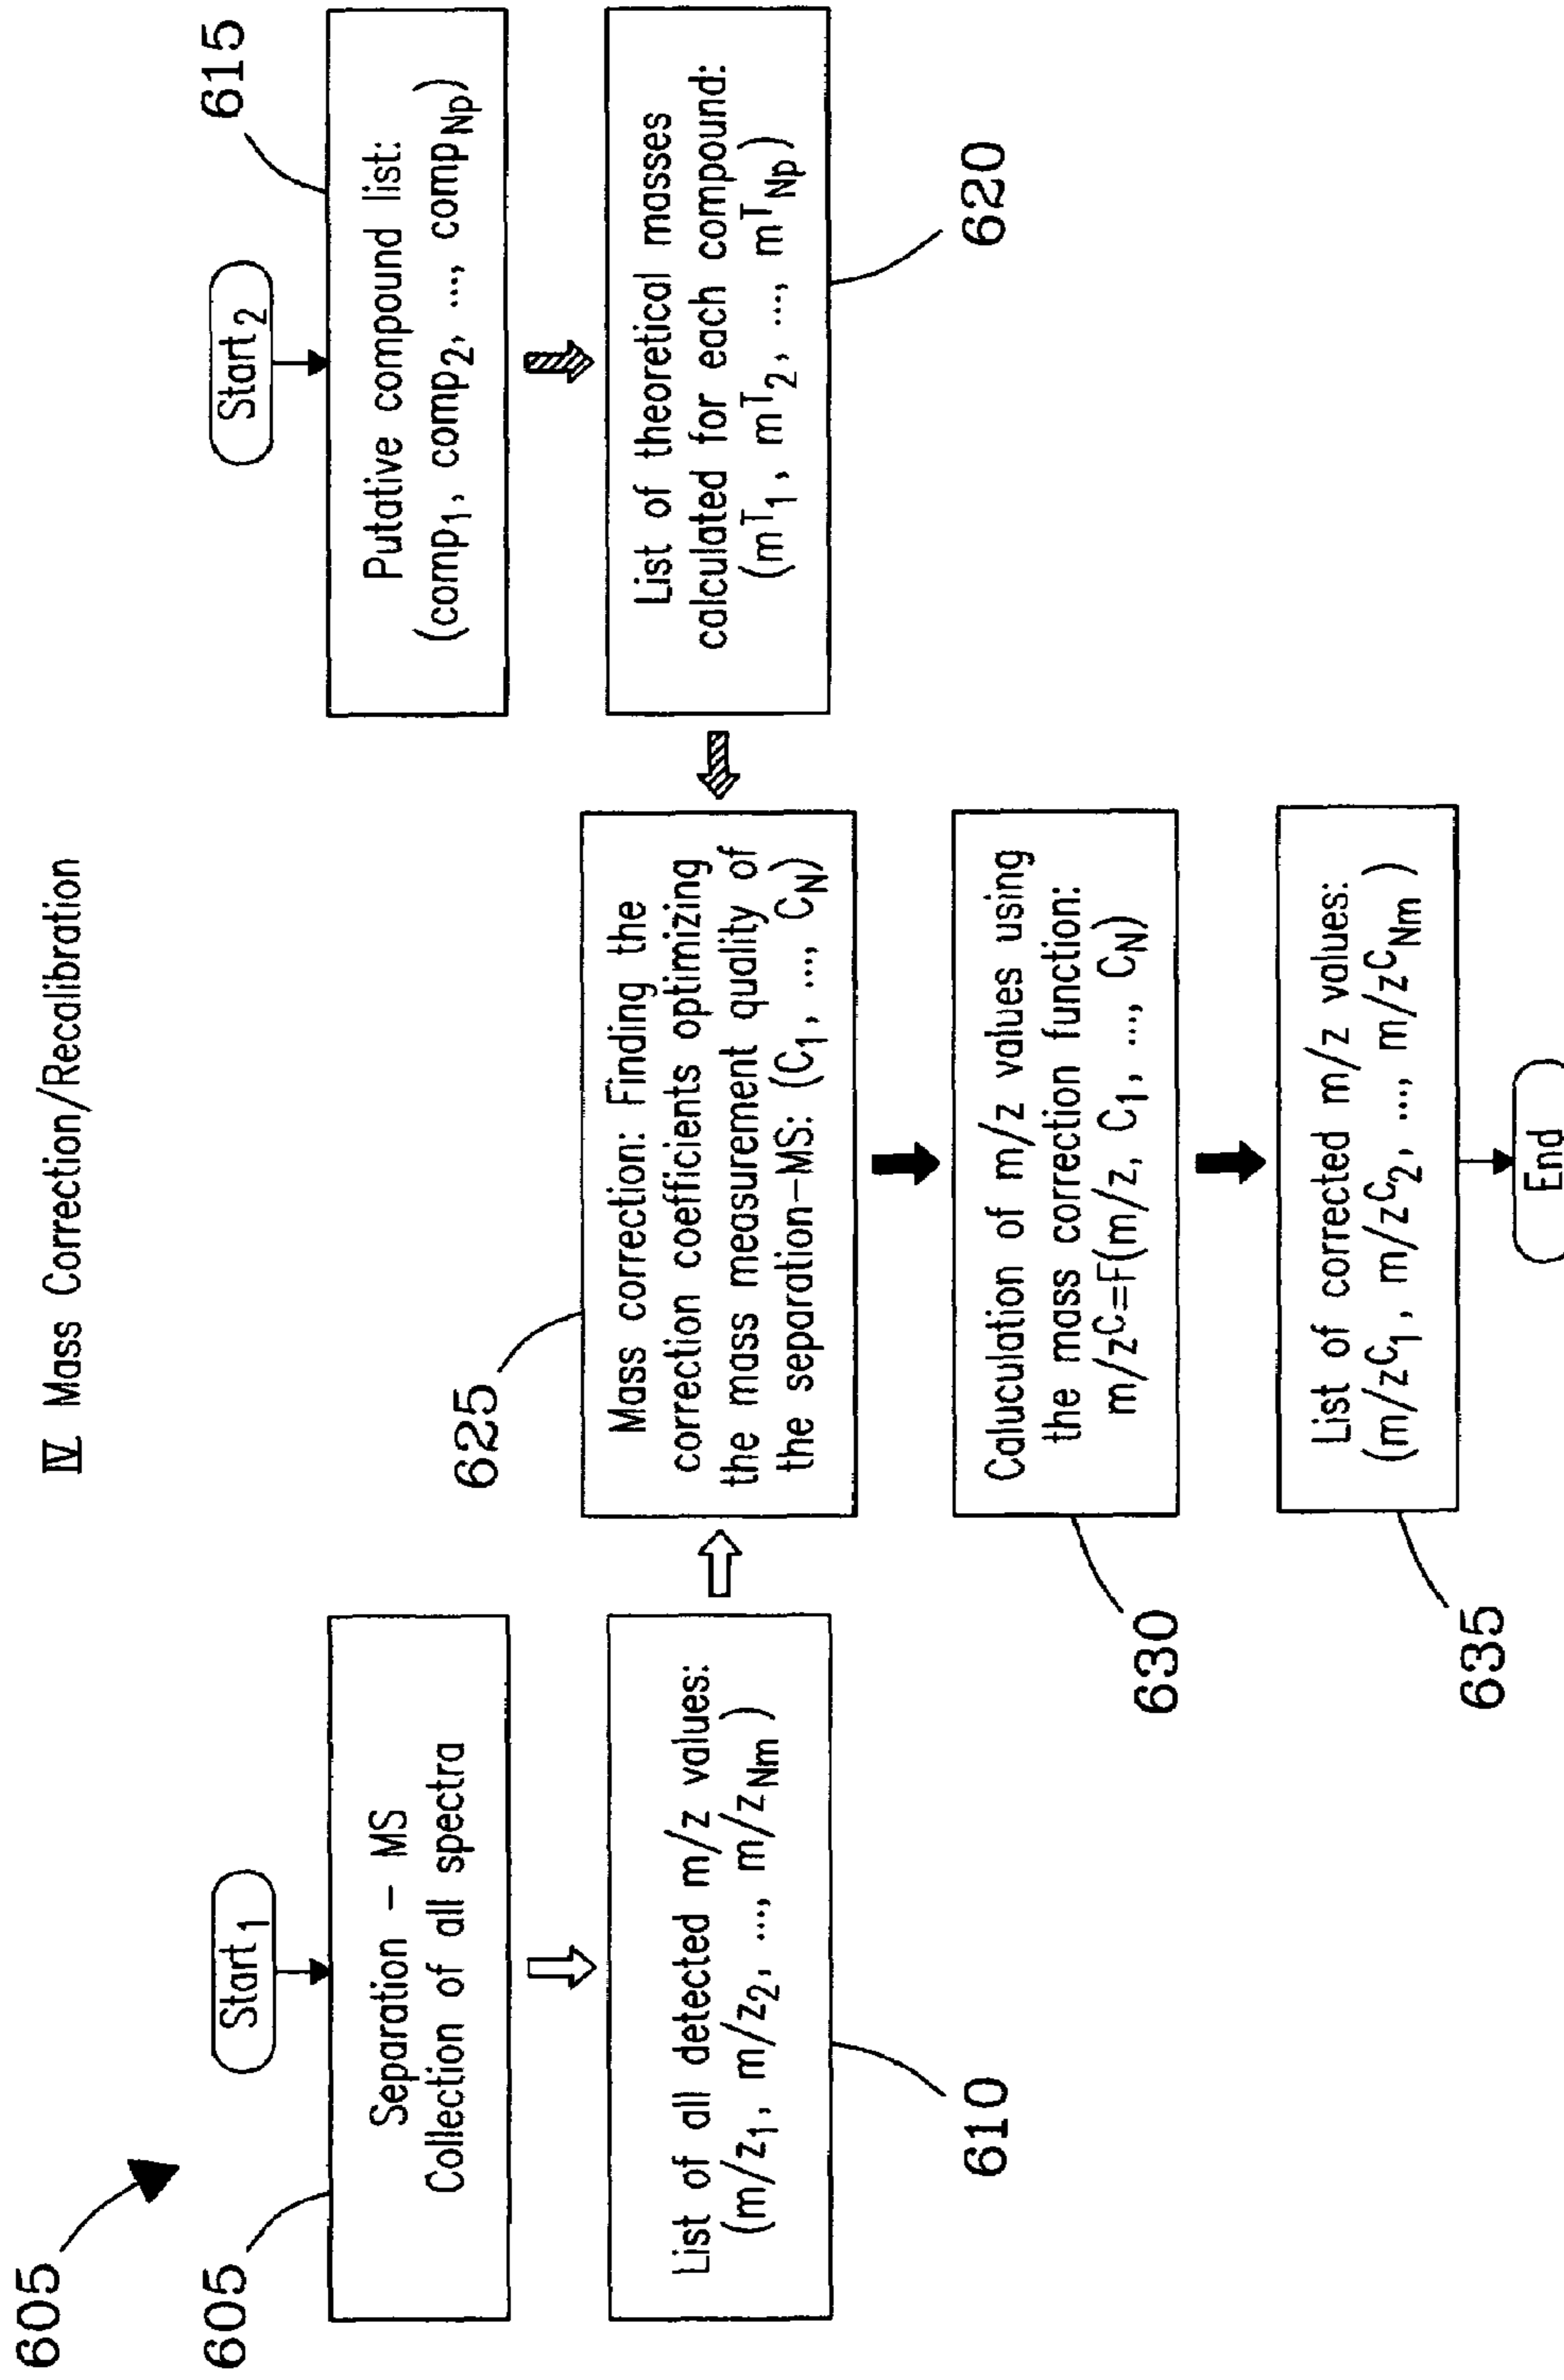 IV Mass Correction/Recalibration
605
605
Start1
Separation – MS
Collection of all spectra
List of all detected m/z values:
(m/z1, m/z2, ..., m/zNm)
610
Start2
615
Putative compound list:
(comp1, comp2, ..., compNp)
List of theoretical masses
calculated for each compound:
(mT1, mT2, ..., mTNp)
620
625
Mass correction: Finding the
correction coefficients optimizing
the mass measurement quality of
the separation–MS: (C1, ..., CN)
Caluculation of m/z values using
the mass correction function:
m/zC=F(m/z, C1, ..., CN)
630
List of corrected m/z values:
(m/zC1, m/zC2, ..., m/zCNm)
635
End